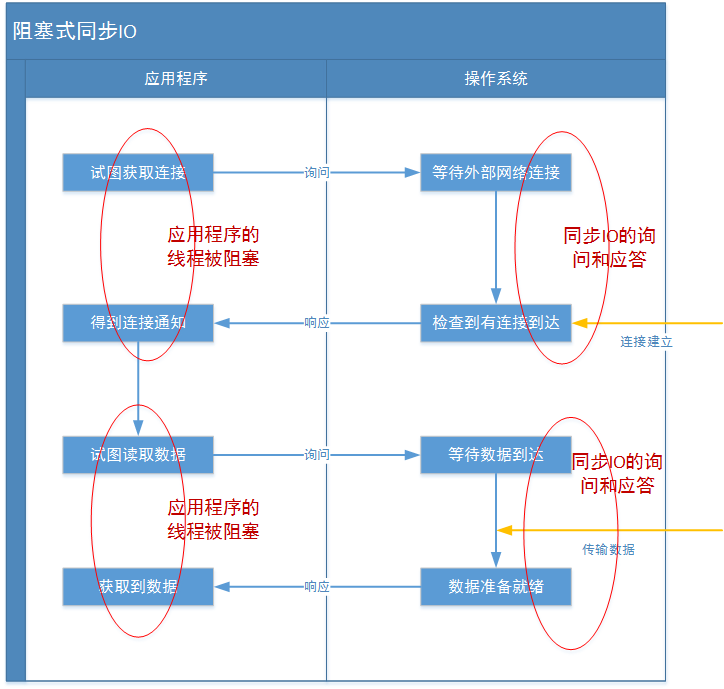 阻塞式同步IO
应用程序
操作系统
试图获取连接
询问
等待外部网络连接
应用程序的
线程被阻塞
同步IO的询
问和应答
得到连接通知
响应
检查到有连接到达
连接建立
试图读取数据
询问
等待数据到达
同步IO的询
问和应答
应用程序的
线程被阻塞
传输数据
获取到数据
响应
数据准备就绪